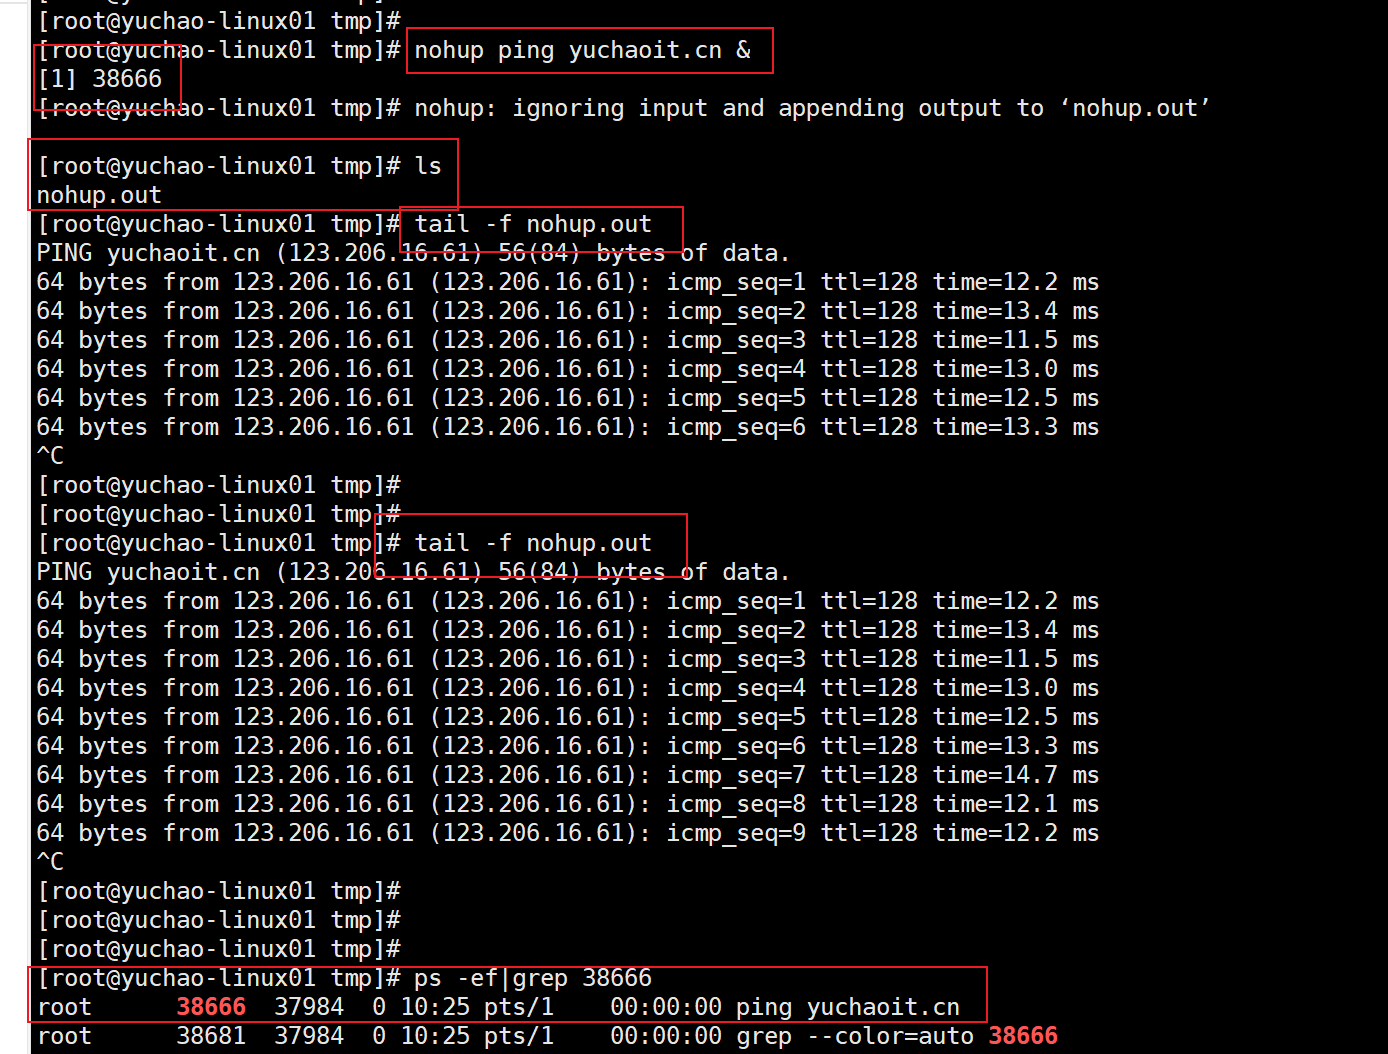 [root@yuchao-linux01 tmp]#
[root@yuchao-linux01 tmp]# nohup ping yuchaoit.cn &
[1] 38666
[root@yuchao-linux01 tmp]# nohup: ignoring input and appending output to ‘nohup.out’
[root@yuchao-linux01 tmp]# ls
nohup.out
[root@yuchao-linux01 tmp]# tail -f nohup.out
PING yuchaoit.cn (123.206.16.61) 56(84) bytes of data.
64 bytes from 123.206.16.61 (123.206.16.61): icmp_seq=1 ttl=128 time=12.2 ms
64 bytes from 123.206.16.61 (123.206.16.61): icmp_seq=2 ttl=128 time=13.4 ms
64 bytes from 123.206.16.61 (123.206.16.61): icmp_seq=3 ttl=128 time=11.5 ms
64 bytes from 123.206.16.61 (123.206.16.61): icmp_seq=4 ttl=128 time=13.0 ms
64 bytes from 123.206.16.61 (123.206.16.61): icmp_seq=5 ttl=128 time=12.5 ms
64 bytes from 123.206.16.61 (123.206.16.61): icmp_seq=6 ttl=128 time=13.3 ms
^C
[root@yuchao-linux01 tmp]#
[root@yuchao-linux01 tmp]#
[root@yuchao-linux01 tmp]# tail -f nohup.out
PING yuchaoit.cn (123.206.16.61) 56(84) bytes of data.
64 bytes from 123.206.16.61 (123.206.16.61): icmp_seq=1 ttl=128 time=12.2 ms
64 bytes from 123.206.16.61 (123.206.16.61): icmp_seq=2 ttl=128 time=13.4 ms
64 bytes from 123.206.16.61 (123.206.16.61): icmp_seq=3 ttl=128 time=11.5 ms
64 bytes from 123.206.16.61 (123.206.16.61): icmp_seq=4 ttl=128 time=13.0 ms
64 bytes from 123.206.16.61 (123.206.16.61): icmp_seq=5 ttl=128 time=12.5 ms
64 bytes from 123.206.16.61 (123.206.16.61): icmp_seq=6 ttl=128 time=13.3 ms
64 bytes from 123.206.16.61 (123.206.16.61): icmp_seq=7 ttl=128 time=14.7 ms
64 bytes from 123.206.16.61 (123.206.16.61): icmp_seq=8 ttl=128 time=12.1 ms
64 bytes from 123.206.16.61 (123.206.16.61): icmp_seq=9 ttl=128 time=12.2 ms
^C
[root@yuchao-linux01 tmp]#
[root@yuchao-linux01 tmp]#
[root@yuchao-linux01 tmp]#
[root@yuchao-linux01 tmp]# ps -ef|grep 38666
root      38666  37984  0 10:25 pts/1    00:00:00 ping yuchaoit.cn
root      38681  37984  0 10:25 pts/1    00:00:00 grep --color=auto 38666